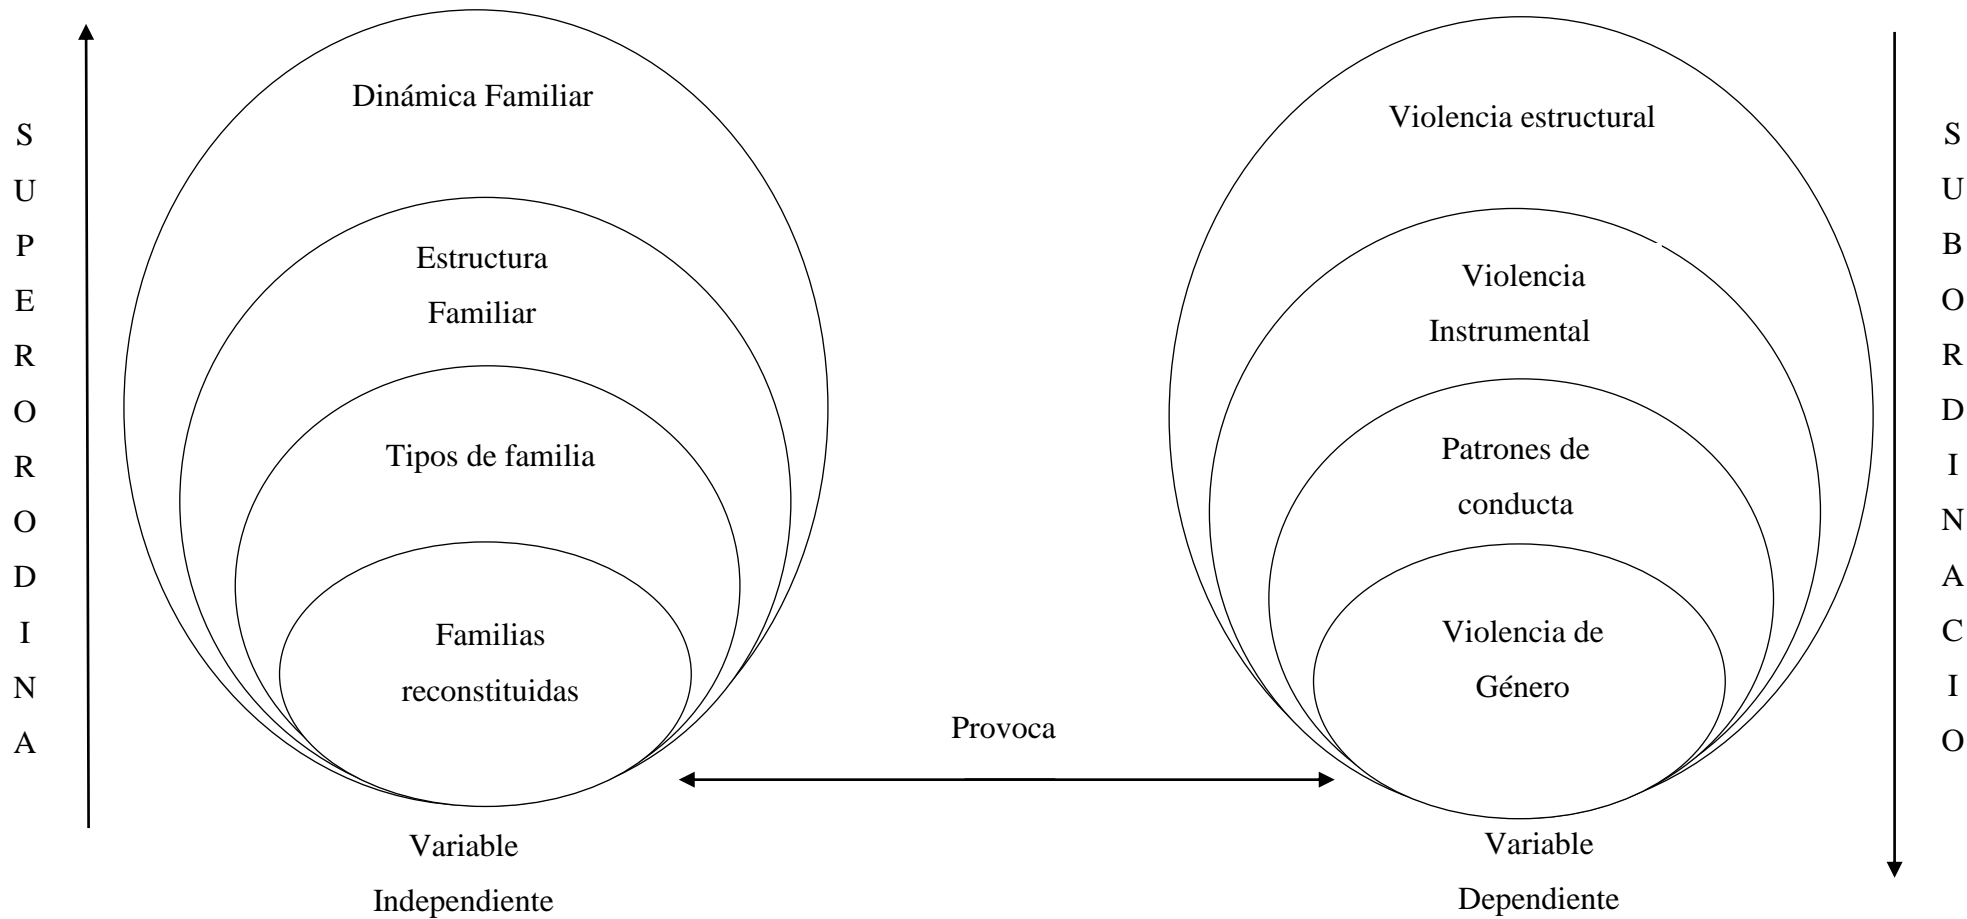 S
U
P
E
R
O
R
O
D
I
N
A
Dinámica Familiar
Estructura
Familiar
Tipos de familia
Familias
reconstituidas
Variable
Independiente
Provoca
Violencia estructural
Violencia
Instrumental
Patrones de
conducta
Violencia de
Género
Variable
Dependiente
S
U
B
O
R
D
I
N
A
C
I
O